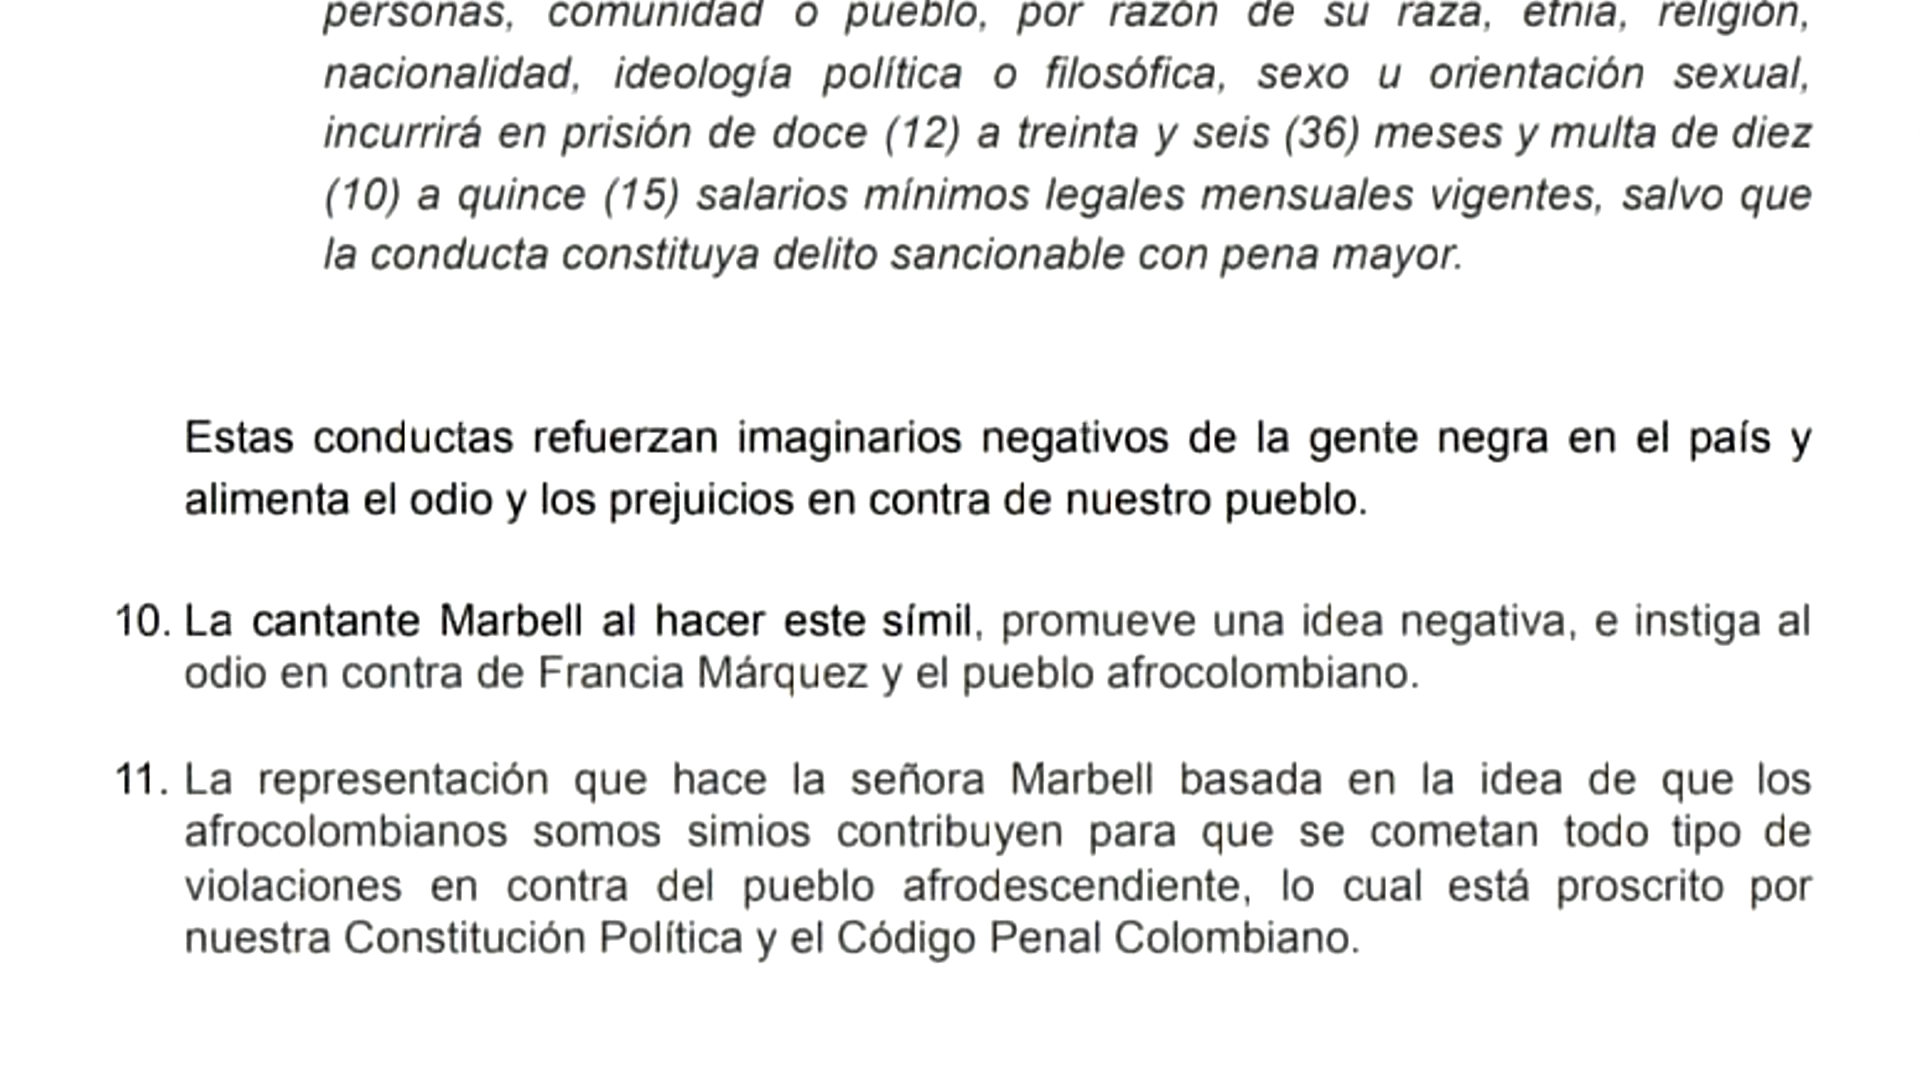 personas, comunidad o pueblo, por razón de su raza, etnia, religión,
nacionalidad, ideología política o filosófica, sexo u orientación sexual,
incurrirá en prisión de doce (12) a treinta y seis (36) meses y multa de diez
(10) a quince (15) salarios mínimos legales mensuales vigentes, salvo que
la conducta constituya delito sancionable con pena mayor.
Estas conductas refuerzan imaginarios negativos de la gente negra en el país y
alimenta el odio y los prejuicios en contra de nuestro pueblo.
10. La cantante Marbell al hacer este símil, promueve una idea negativa, e instiga al
odio en contra de Francia Márquez y el pueblo afrocolombiano.
11. La representación que hace la señora Marbell basada en la idea de que los
afrocolombianos somos simios contribuyen para que se cometan todo tipo de
violaciones en contra del pueblo afrodescendiente, lo cual está proscrito por
nuestra Constitución Política y el Código Penal Colombiano.